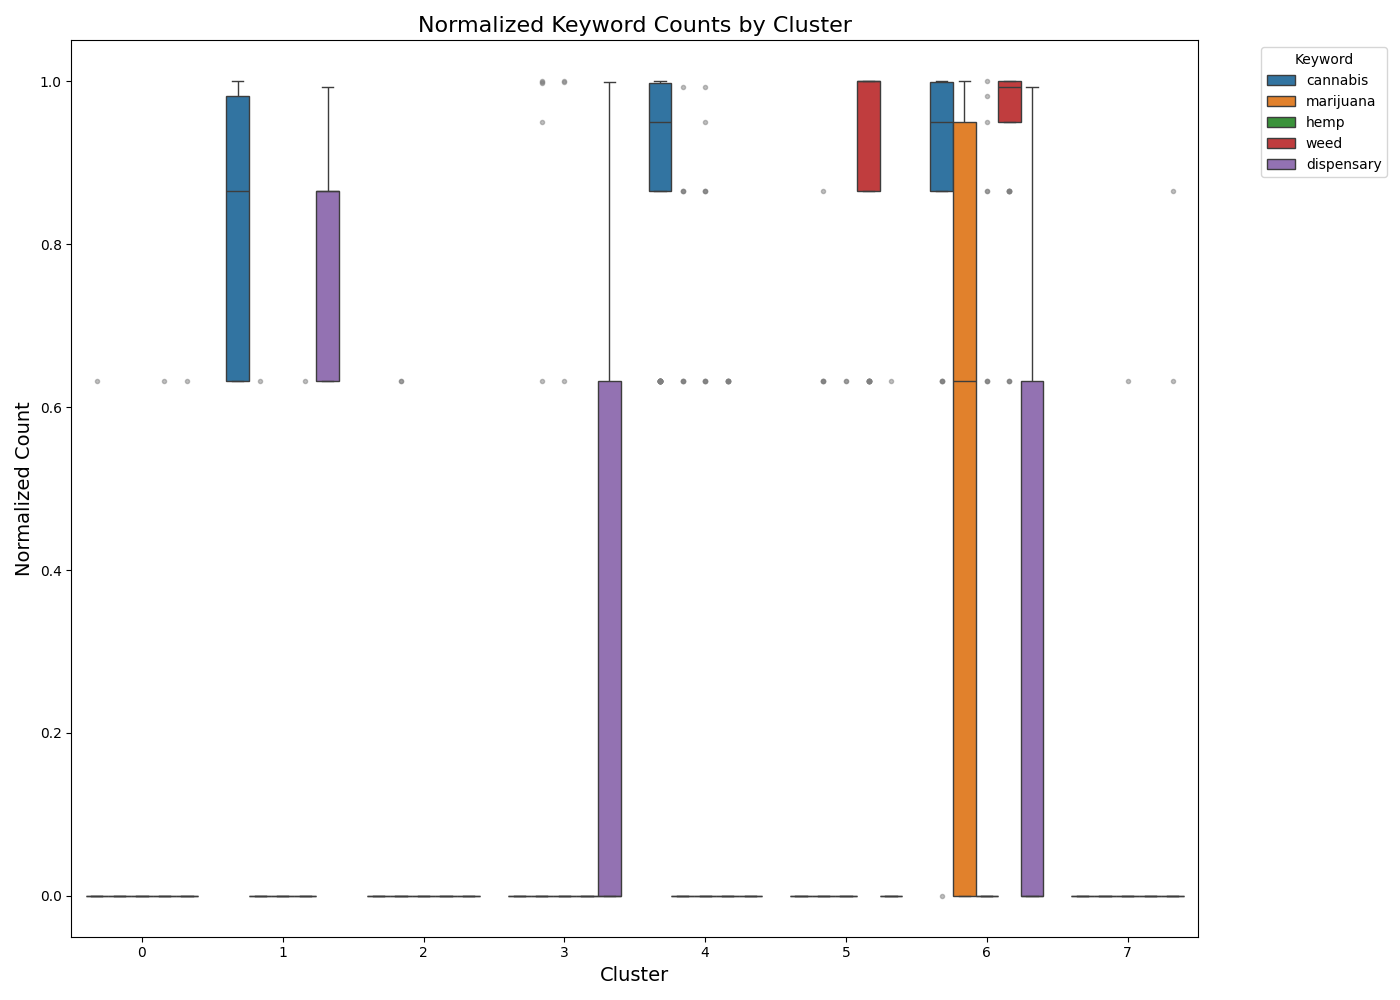 Normalized Keyword Counts by Cluster
Keyword
cannabis
marijuana
hemp
weed
dispensary
Normalized Count
1.0
0.8
0.6
0.4
0.2
0.0
0 1 2 3 4 5 6 7
Cluster